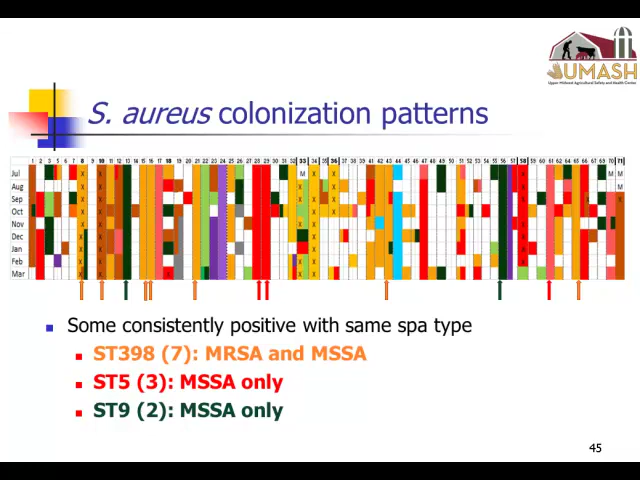 UMASH
Upper Midwest Agricultural Safety and Health Center
S. aureus colonization patterns
Jul
Aug
Sep
Oct
Nov
Dec
Jan
Feb
Mar
Some consistently positive with same spa type
ST398 (7): MRSA and MSSA
ST5 (3): MSSA only
ST9 (2): MSSA only
45